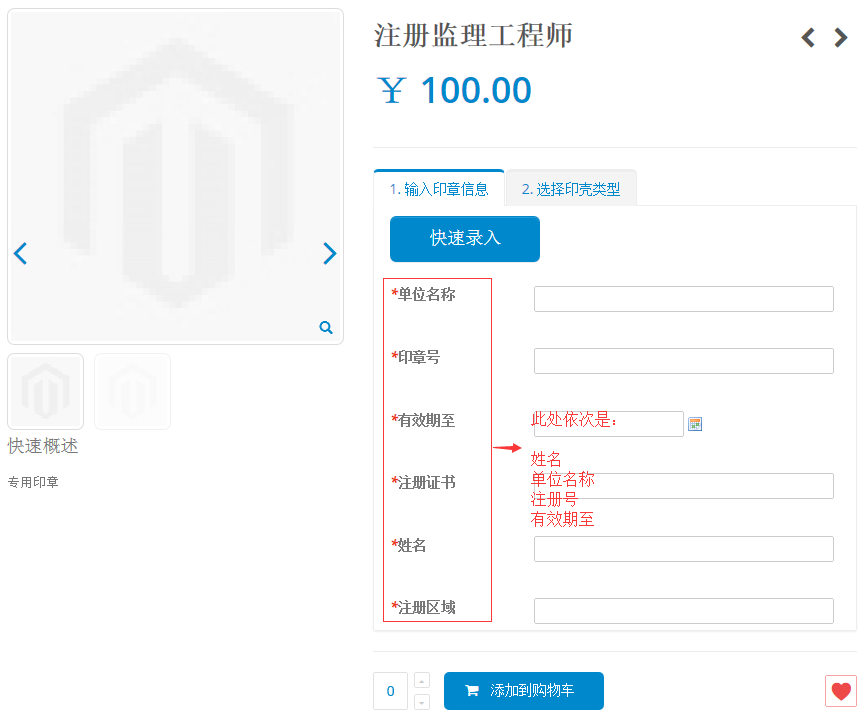 注册监理工程师
￥ 100.00
1. 输入印章信息
2. 选择印壳类型
快速录入
*单位名称
*印章号
*有效期至
此处依次是：
姓名
单位名称
注册号
有效期至
*注册证书
*姓名
*注册区域
快速概述
专用印章
0
添加到购物车